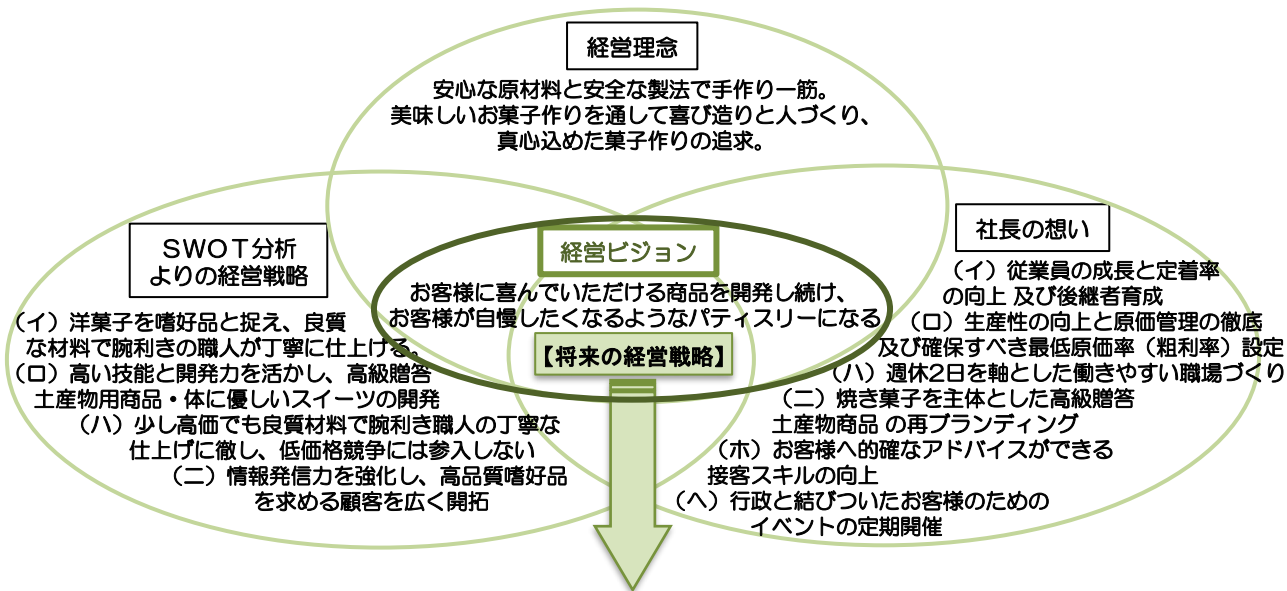 経営理念
安心な原材料と安全な製法で手作り一筋。
美味しいお菓子作りを通して喜び造りと人づくり、
真心込めた菓子作りの追求。
SWOT分析
よりの経営戦略
(イ)洋菓子を嗜好品と捉え、良質
な材料で腕利きの職人が丁寧に仕上げる。
(ロ)高い技能と開発力を活かし、高級贈答
土産物用商品・体に優しいスイーツの開発
(ハ)少し高価でも良質材料で腕利き職人の丁寧な
仕上げに徹し、低価格競争には参入しない
(ニ)情報発信力を強化し、高品質嗜好品
を求める顧客を広く開拓
経営ビジョン
お客様に喜んでいただける商品を開発し続け、
お客様が自慢したくなるようなパティスリーになる
【将来の経営戦略】
社長の想い
(イ)従業員の成長と定着率
の向上 及び後継者育成
(ロ)生産性の向上と原価管理の徹底
及び確保すべき最低原価率(粗利率)設定
(ハ)週休2日を軸とした働きやすい職場づくり
(ニ)焼き菓子を主体とした高級贈答
土産物商品 の再ブランディング
(ホ)お客様へ的確なアドバイスができる
接客スキルの向上
(ヘ)行政と結びついたお客様のための
イベントの定期開催